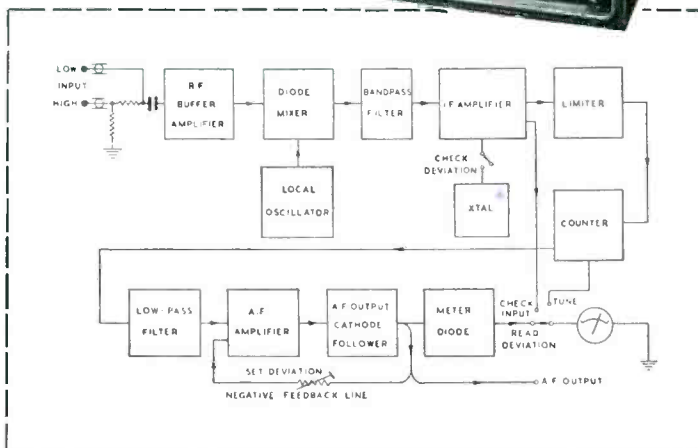 LOW
INPUT
HIGH
R.F
BUFFER
AMPLIFIER
DIODE
MIXER
BANDPASS
FILTER
I.F AMPLIFIER
LIMITER
LOCAL
OSCILLATOR
CHECK
DEVIATION
XTAL
COUNTER
LOW-PASS
FILTER
A.F
AMPLIFIER
A F OUTPUT
CATHODE
FOLLOWER
METER
DIODE
CHECK
INPUT
TUNE
READ
DEVIATION
SET DEVIATION
NEGATIVE FEEDBACK LINE
A F OUTPUT